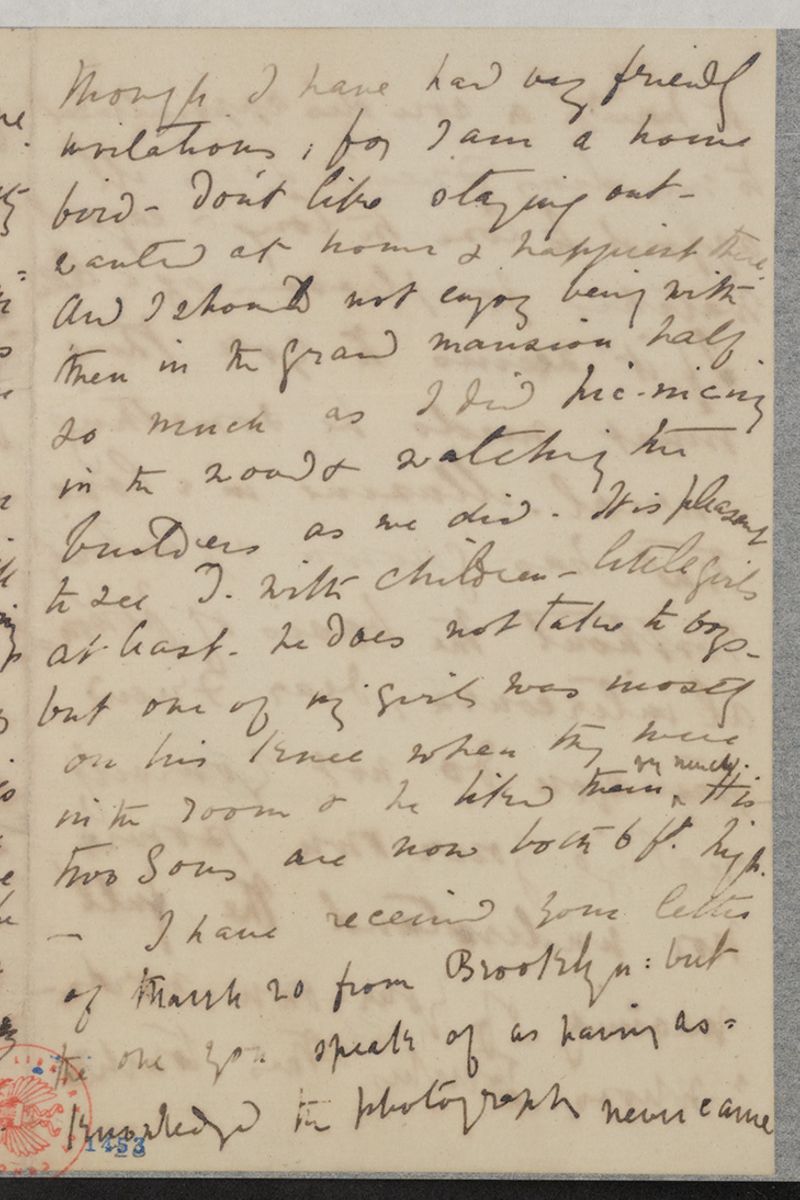 though I have had very friendly
invitations, for I am a home
bird - don't like staying out -
wanted at home & happiest there
And I should not enjoy being with
them in the grand mansion half
so much as I did pic-nicing
in the woods & watching the
builders as we did. It is pleasant
to see T. with children - little girls
at least. he does not take to boys -
but one of my girls was mostly
on his knee when they were
in the room & he liked them very much. His
two Sons are now both 6 ft. high.
— I have received your letter
of March 20 from Brooklyn: but
the one you speak of as having ac=
knowledged the photograph never came
1453